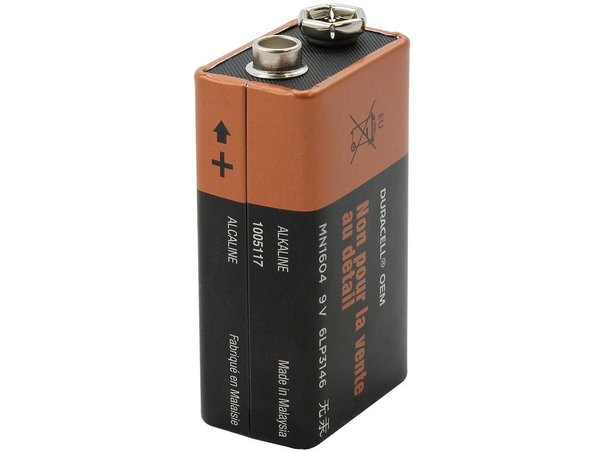 +
ALKALINE
1005117
ALCALINE
Made in Malaysia
Fabriqué en Malaisie
EU
DURACELL® OEM
Non pour la vente
au détail
MN1604 9V 6LP3146 无汞